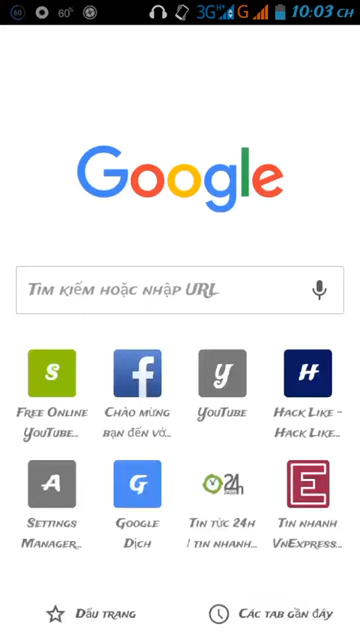 60 60% 3G H+ G 10:03 CH
Google
Tìm kiếm hoặc nhập URL
S
f
Y
H
Free Online
YouTube...
Chào mừng
bạn đến vớ...
YouTube
Hack Like -
Hack Like...
A
G
24h
E
Settings
Manager...
Google
Dịch
Tin tức 24h
| tin nhanh...
Tin nhanh
VnExpress...
Dấu trang
Các tab gần đây